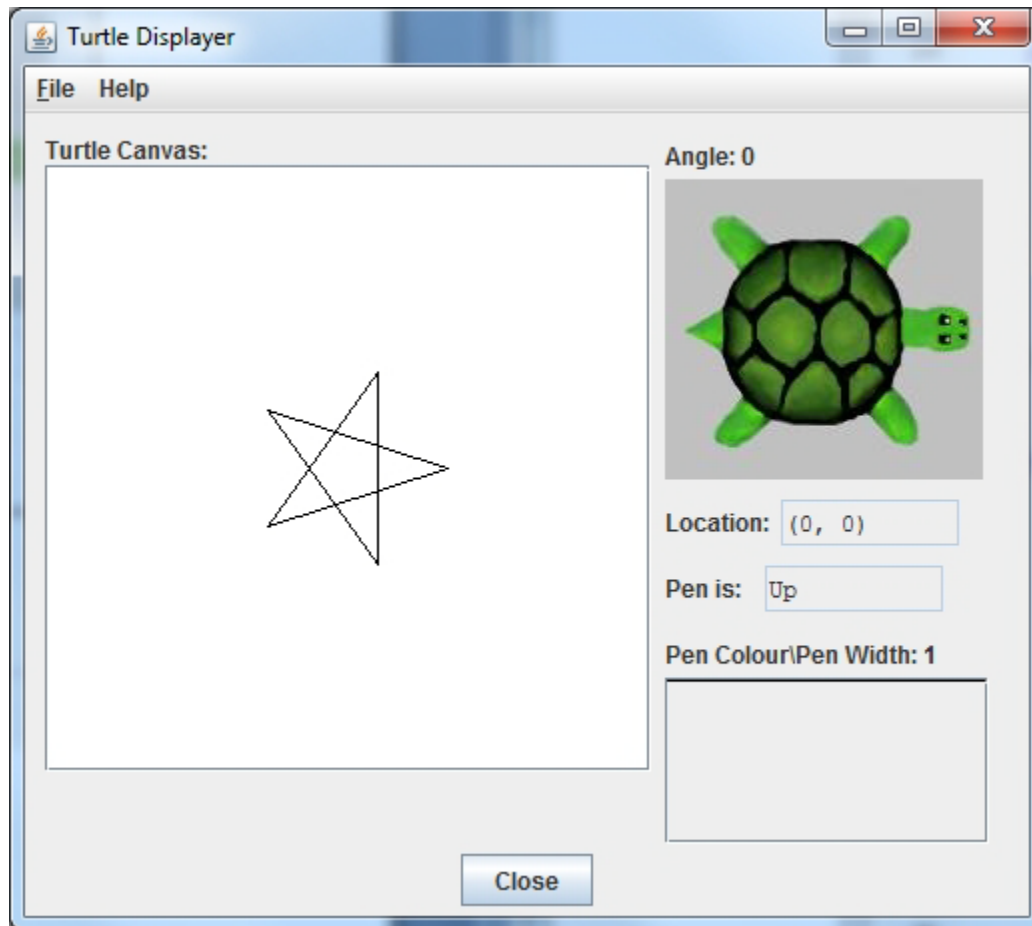 Turtle Displayer
File Help
Turtle Canvas:
Angle: 0
Location: (0, 0)
Pen is: Up
Pen Colour\Pen Width: 1
Close